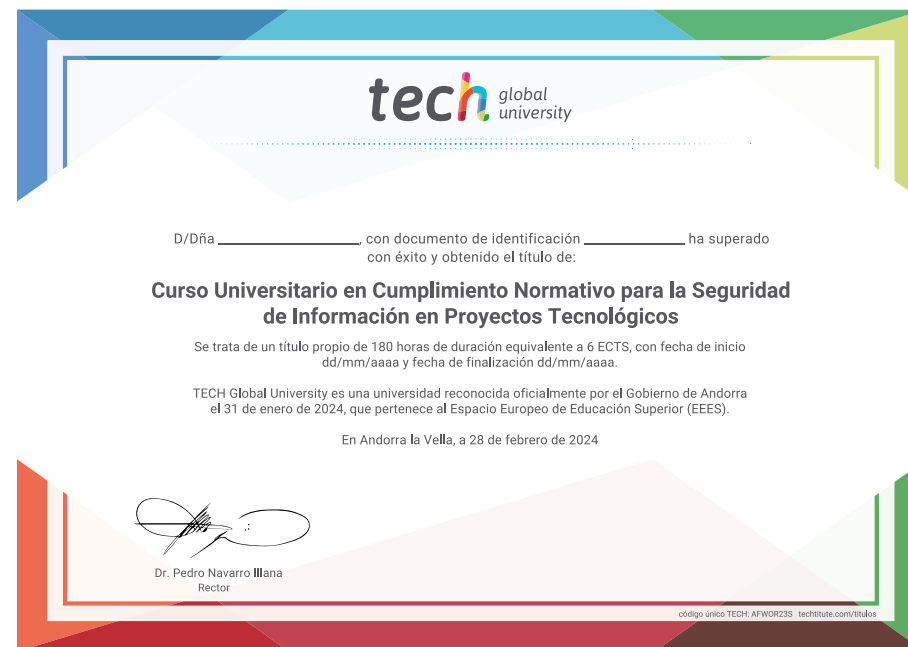 tech global university
D/Dña ____________________, con documento de identificación ______________ ha superado
con éxito y obtenido el título de:
Curso Universitario en Cumplimiento Normativo para la Seguridad
de Información en Proyectos Tecnológicos
Se trata de un título propio de 180 horas de duración equivalente a 6 ECTS, con fecha de inicio
dd/mm/aaaa y fecha de finalización dd/mm/aaaa.
TECH Global University es una universidad reconocida oficialmente por el Gobierno de Andorra
el 31 de enero de 2024, que pertenece al Espacio Europeo de Educación Superior (EEES).
En Andorra la Vella, a 28 de febrero de 2024
Dr. Pedro Navarro Illana
Rector
código único TECH: AFWOR23S techtitute.com/titulos